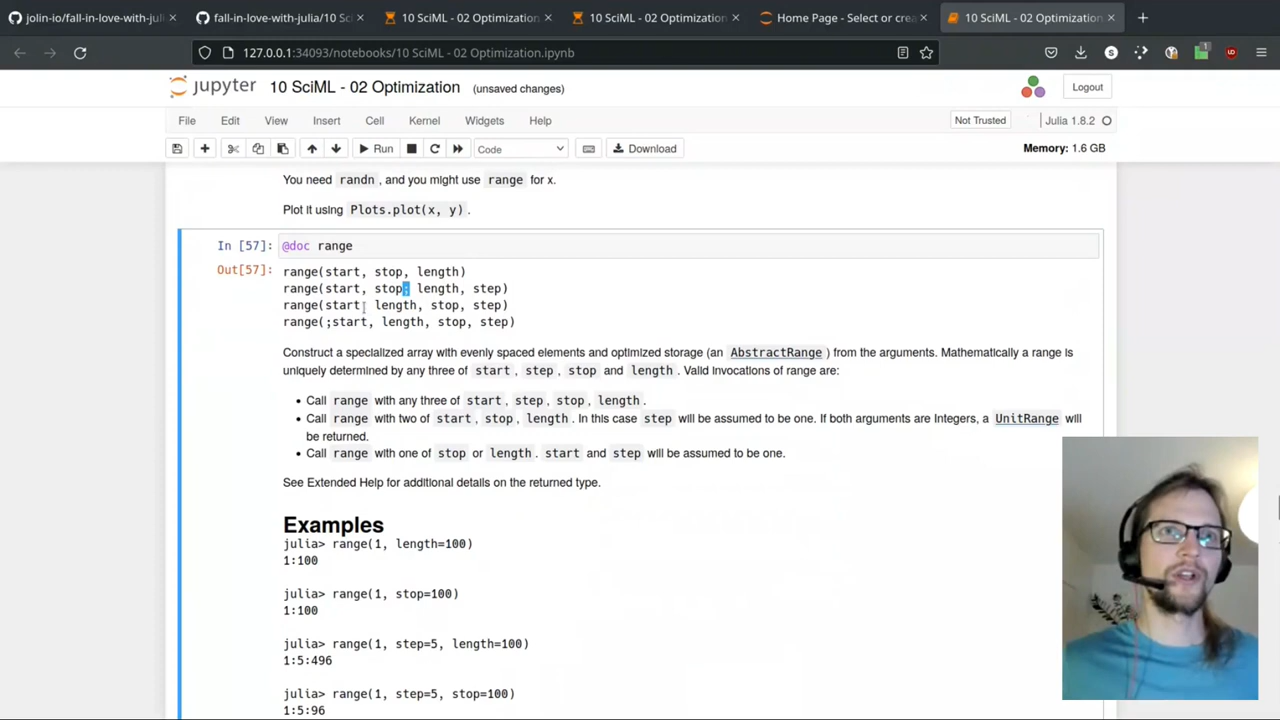 jolin-io/fall-in-love-with-juli
fall-in-love-with-julia/10 Sci
10 SciML - 02 Optimization
10 SciML - 02 Optimization
Home Page - Select or crea
10 SciML - 02 Optimization
127.0.0.1:34093/notebooks/10 SciML - 02 Optimization.ipynb
jupyter 10 SciML - 02 Optimization (unsaved changes)
Logout
File Edit View Insert Cell Kernel Widgets Help
Not Trusted
Julia 1.8.2
Run
Code
Download
Memory: 1.6 GB
You need randn , and you might use range for x.
Plot it using Plots.plot(x, y) .
In [57]: @doc range
Out[57]: range(start, stop, length)
range(start, stop; length, step)
range(start; length, stop, step)
range(;start, length, stop, step)
Construct a specialized array with evenly spaced elements and optimized storage (an AbstractRange ) from the arguments. Mathematically a range is
uniquely determined by any three of start , step , stop and length . Valid invocations of range are:
• Call range with any three of start , step , stop , length .
• Call range with two of start , stop , length . In this case step will be assumed to be one. If both arguments are Integers, a UnitRange will
be returned.
• Call range with one of stop or length . start and step will be assumed to be one.
See Extended Help for additional details on the returned type.
Examples
julia> range(1, length=100)
1:100
julia> range(1, stop=100)
1:100
julia> range(1, step=5, length=100)
1:5:496
julia> range(1, step=5, stop=100)
1:5:96